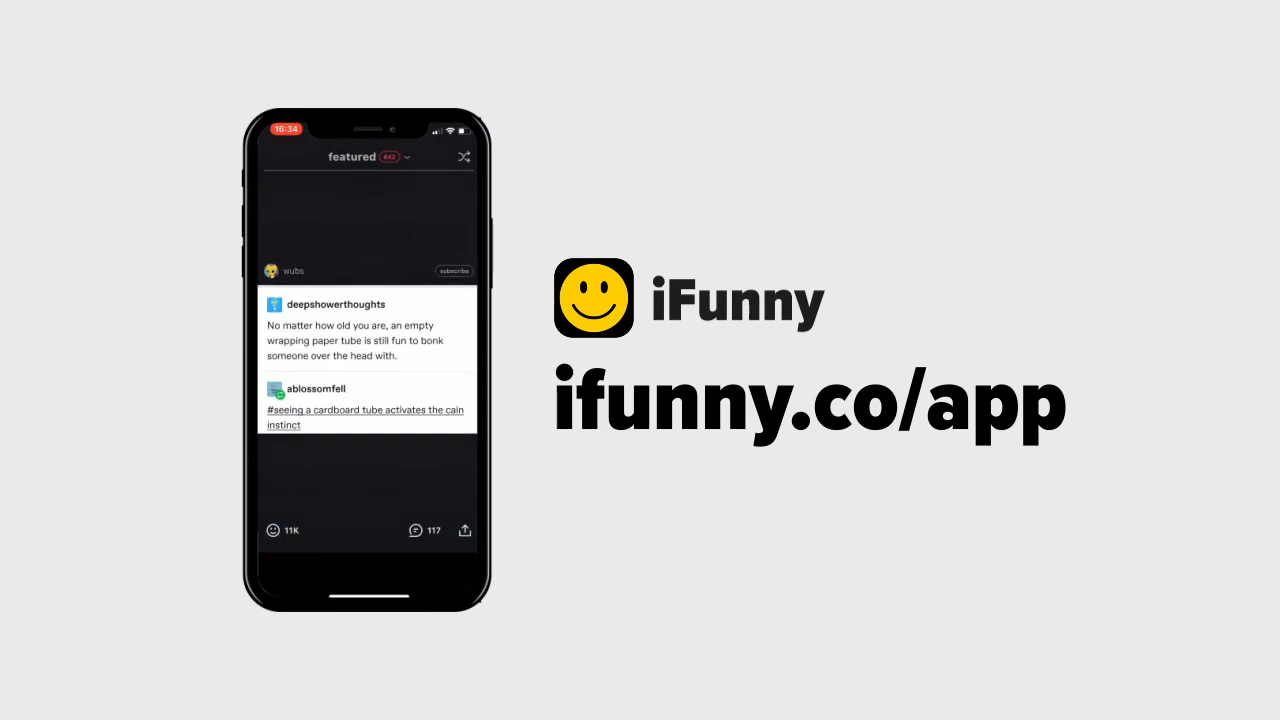 16:34
featured 642
wubs
subscribe
deepshowerthoughts
No matter how old you are, an empty
wrapping paper tube is still fun to bonk
someone over the head with.
ablossomfell
#seeing a cardboard tube activates the cain
instinct
11K
117
iFunny
ifunny.co/app